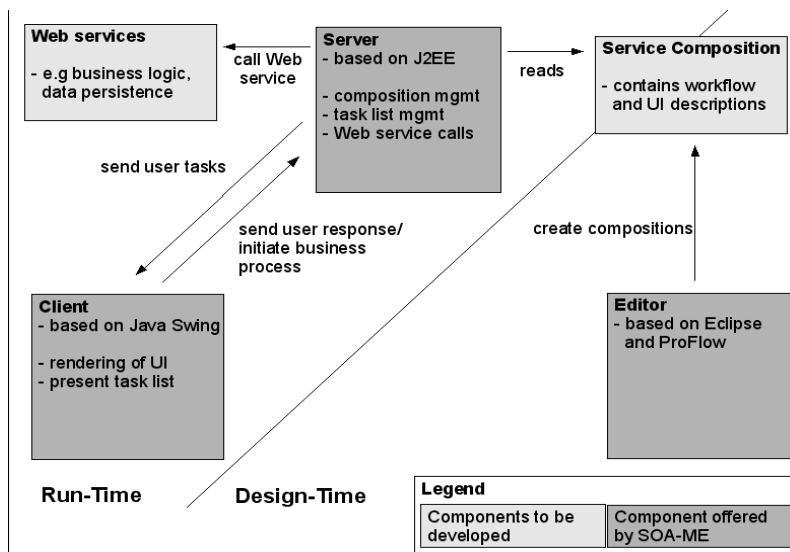 Web services
- e.g business logic,
data persistence
call Web
service
Server
- based on J2EE
- composition mgmt
- task list mgmt
- Web service calls
reads
Service Composition
- contains workflow
and UI descriptions
send user tasks
send user response/
initiate business
process
create compositions
Client
- based on Java Swing
- rendering of UI
- present task list
Editor
- based on Eclipse
and ProFlow
Run-Time
Design-Time
Legend
Components to be
developed
Component offered
by SOA-ME